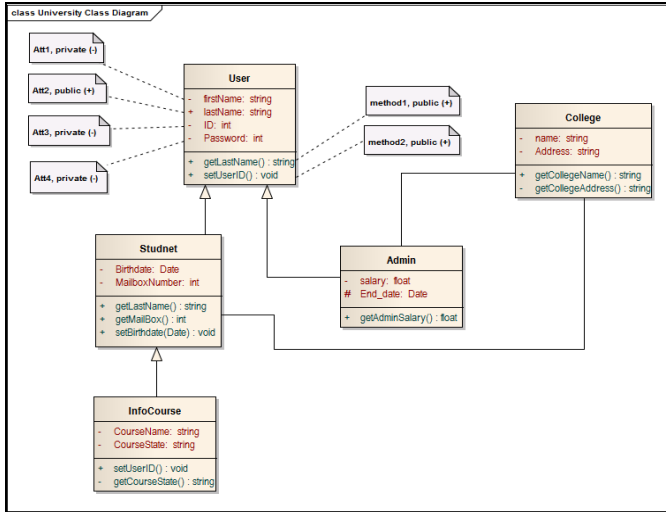 class University Class Diagram
Att1, private (-)
Att2, public (+)
Att3, private (-)
Att4, private (-)
User
- firstName: string
+ lastName: string
- ID: int
- Password: int
+ getLastName() : string
+ setUserID() : void
method1, public (+)
method2, public (+)
College
- name: string
- Address: string
+ getCollegeName() : string
- getCollegeAddress() : string
Studnet
- Birthdate: Date
- MailboxNumber: int
+ getLastName() : string
+ getMailBox() : int
+ setBirthdate(Date) : void
Admin
- salary: float
# End_date: Date
+ getAdminSalary() : float
InfoCourse
- CourseName: string
- CourseState: string
+ setUserID() : void
- getCourseState() : string